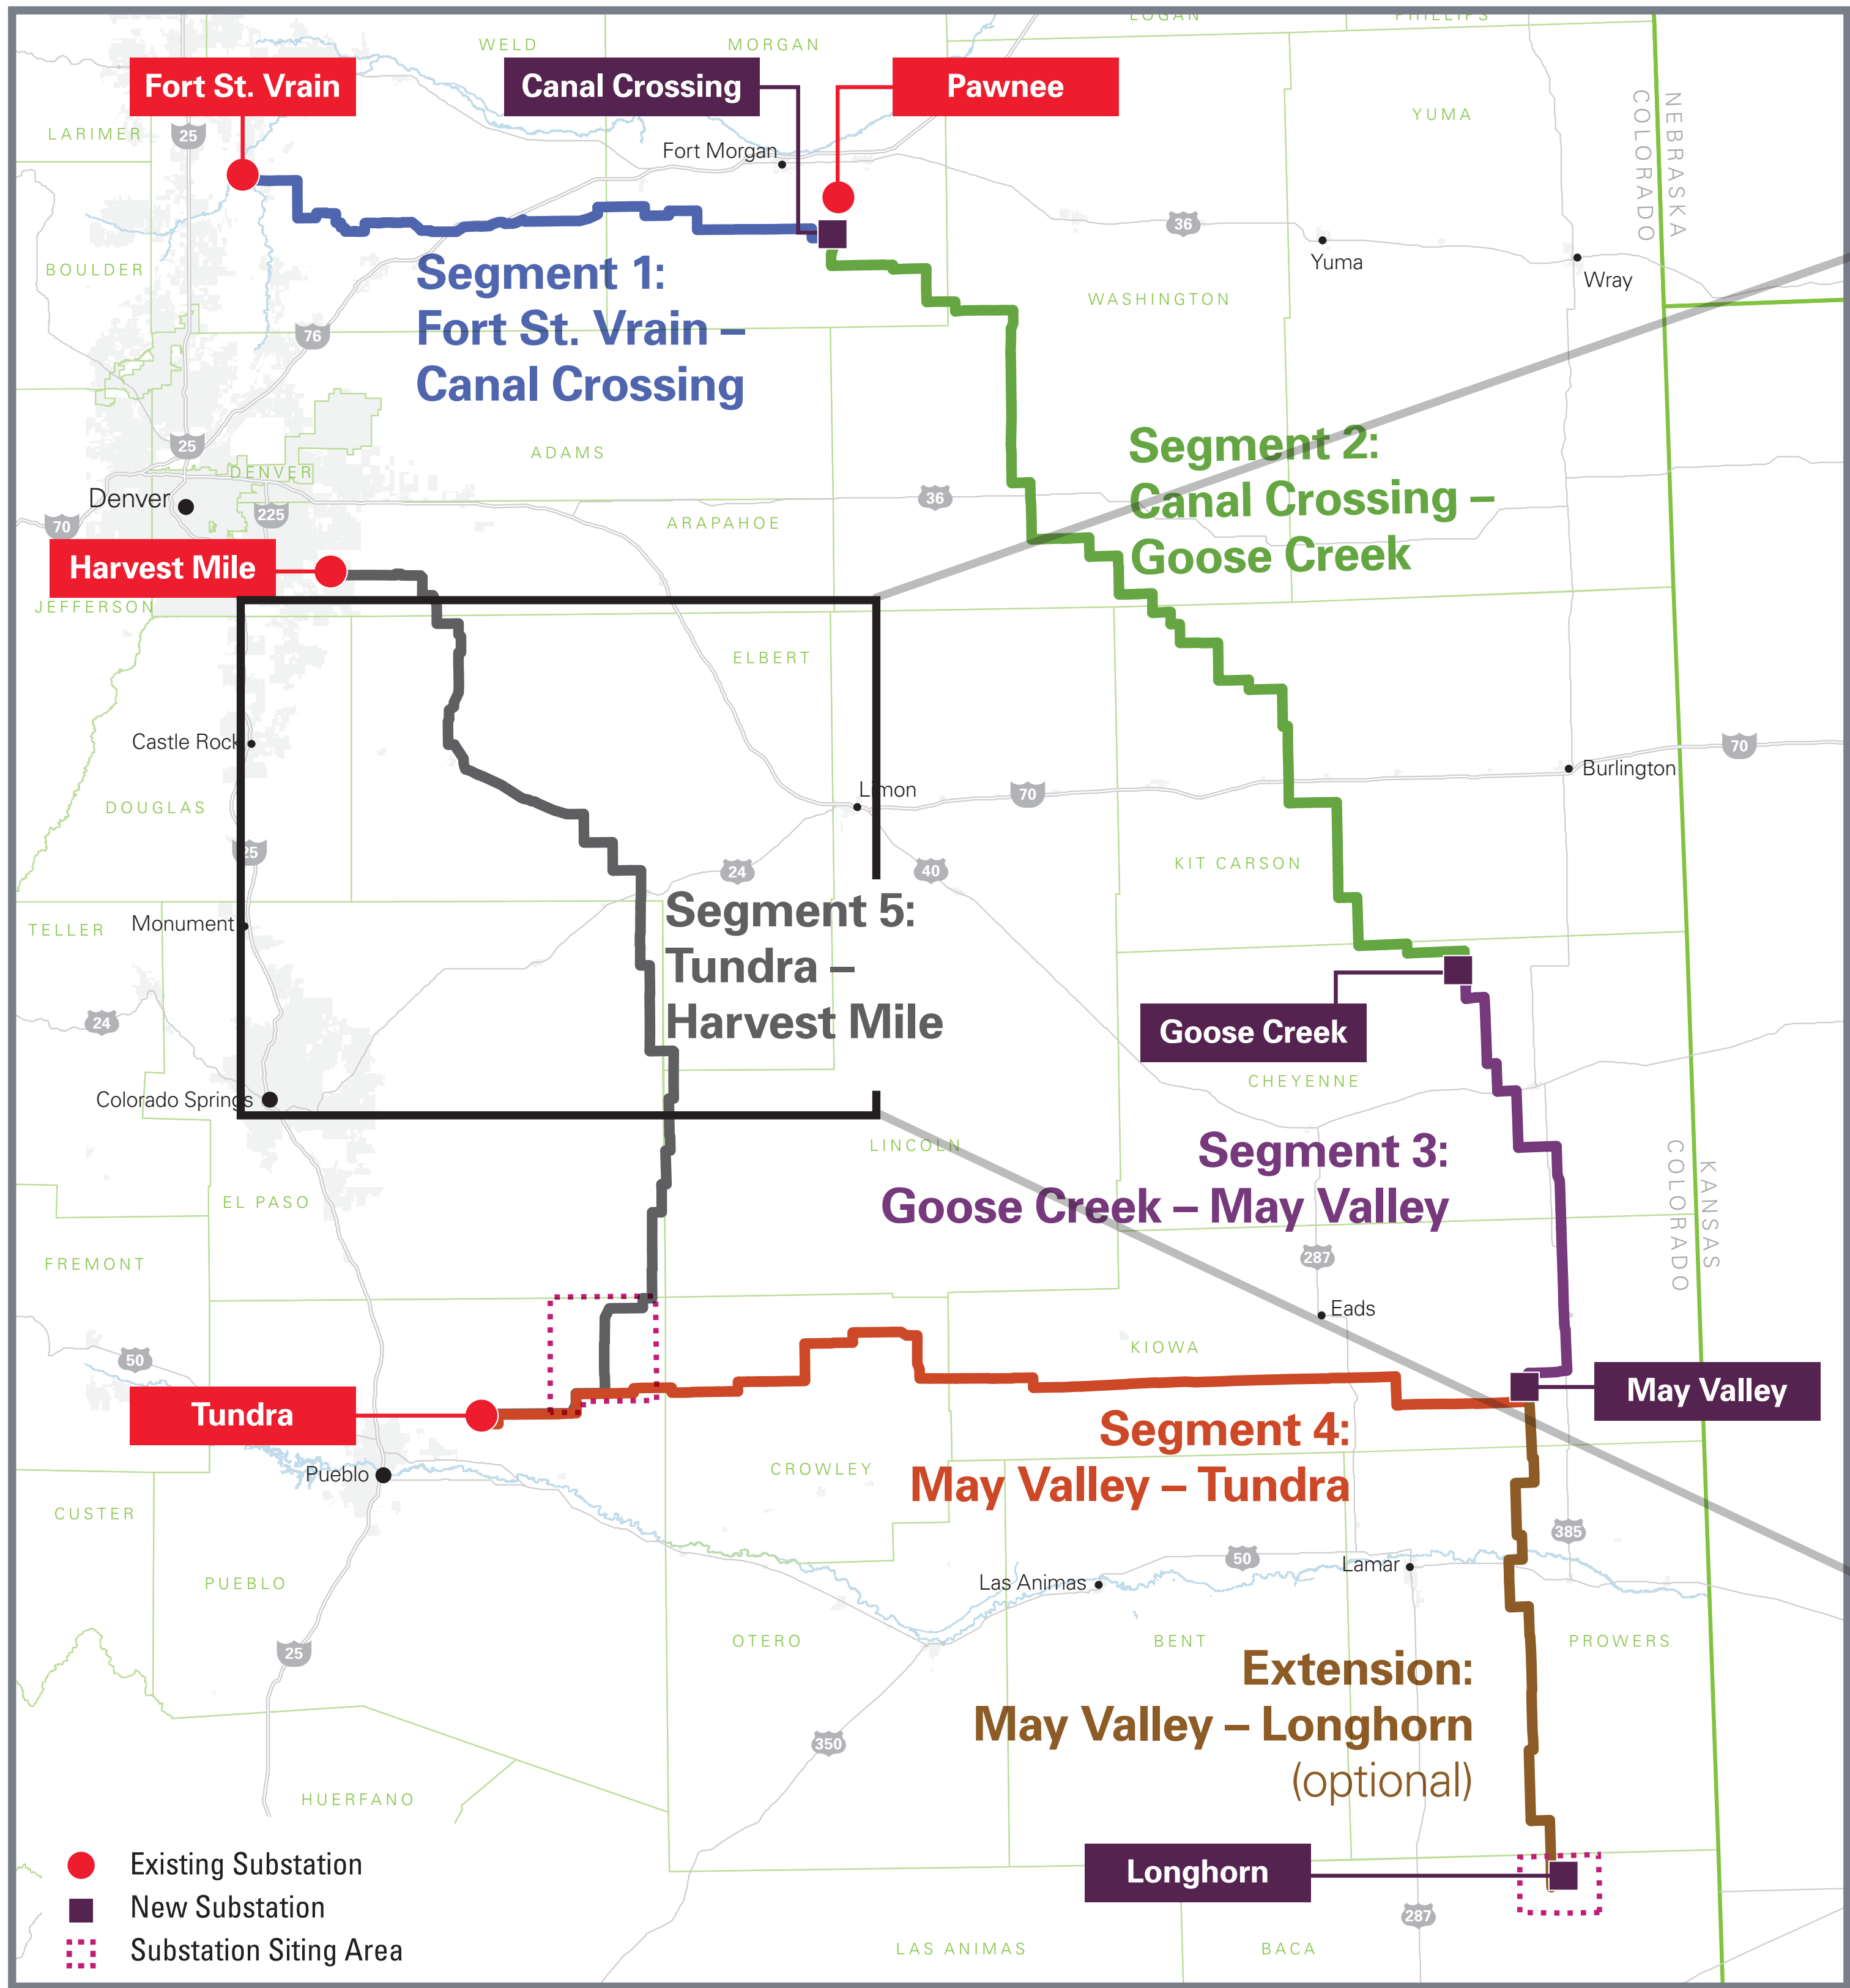 LOGAN
PHILLIPS
WELD
MORGAN
Fort St. Vrain
Canal Crossing
Pawnee
YUMA
LARIMER
25
NEBRASKA
COLORADO
Fort Morgan
36
Yuma
Wray
BOULDER
Segment 1:
Fort St. Vrain –
Canal Crossing
WASHINGTON
76
25
ADAMS
Segment 2:
Canal Crossing –
Goose Creek
DENVER
Denver
225
70
36
ARAPAHOE
Harvest Mile
JEFFERSON
ELBERT
Castle Rock
70
Burlington
Limon
70
DOUGLAS
25
24
40
KIT CARSON
Segment 5:
Tundra –
Harvest Mile
TELLER
Monument
24
Goose Creek
CHEYENNE
Colorado Springs
LINCOLN
Segment 3:
Goose Creek – May Valley
KANSAS
COLORADO
EL PASO
FREMONT
287
Eads
KIOWA
50
Tundra
May Valley
Segment 4:
May Valley – Tundra
Pueblo
CROWLEY
CUSTER
385
50
Lamar
Las Animas
PUEBLO
OTERO
BENT
PROWERS
25
Extension:
May Valley – Longhorn
(optional)
350
HUERFANO
Longhorn
Existing Substation
New Substation
Substation Siting Area
287
LAS ANIMAS
BACA